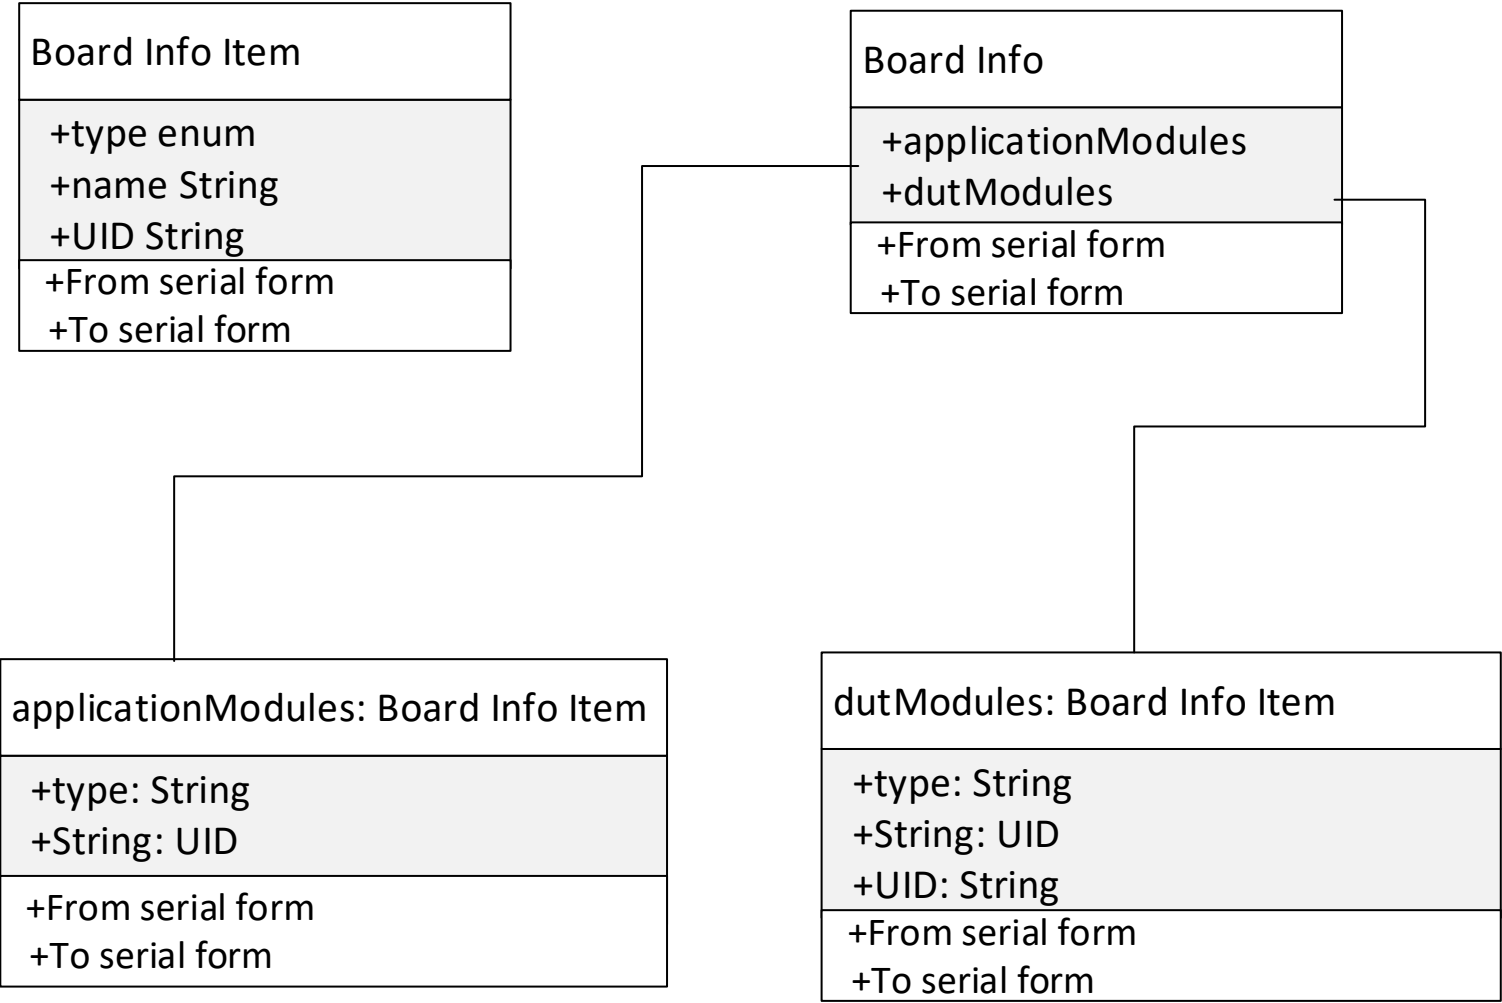 Board Info Item
+type enum
+name String
+UID String
+From serial form
+To serial form
Board Info
+applicationModules
+dutModules
+From serial form
+To serial form
applicationModules: Board Info Item
+type: String
+String: UID
+From serial form
+To serial form
dutModules: Board Info Item
+type: String
+String: UID
+UID: String
+From serial form
+To serial form